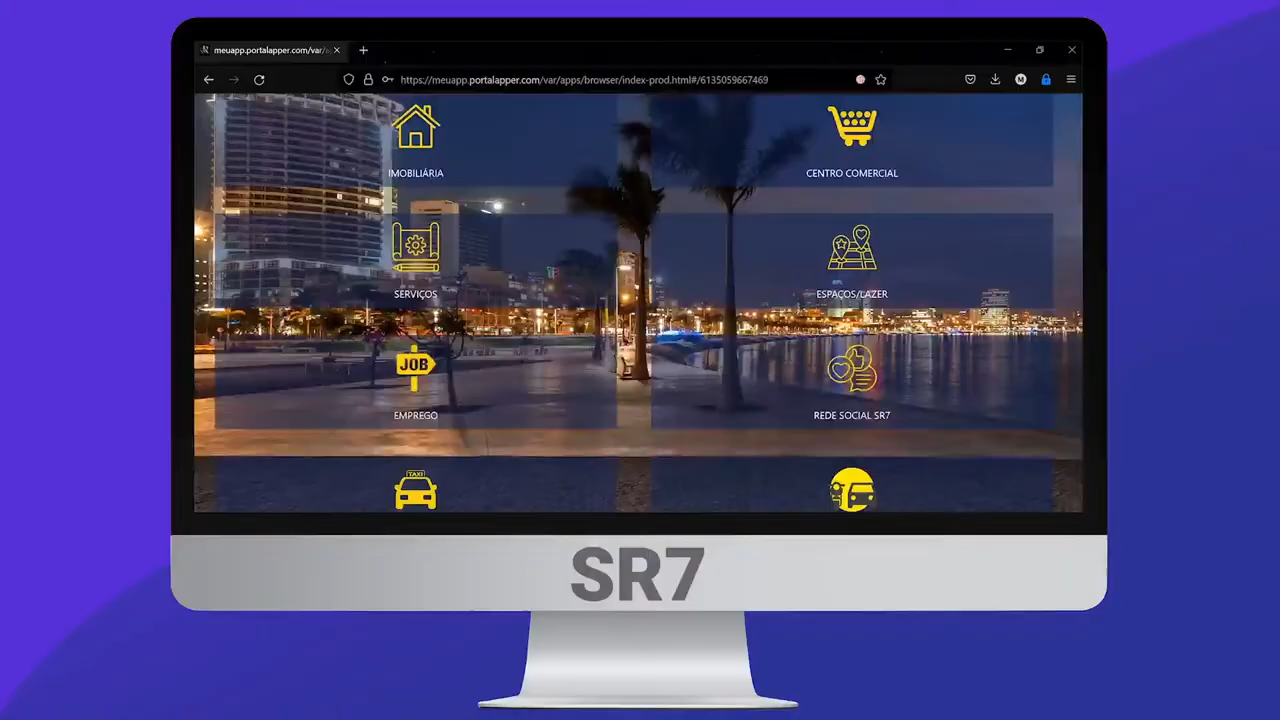 meuapp.portalapper.com/var/a
https://meuapp.portalapper.com/var/apps/browser/index-prod.html#/6135059667469
M
IMOBILIÁRIA
CENTRO COMERCIAL
SERVIÇOS
ESPAÇOS/LAZER
JOB
EMPREGO
REDE SOCIAL SR7
TAXI
SR7